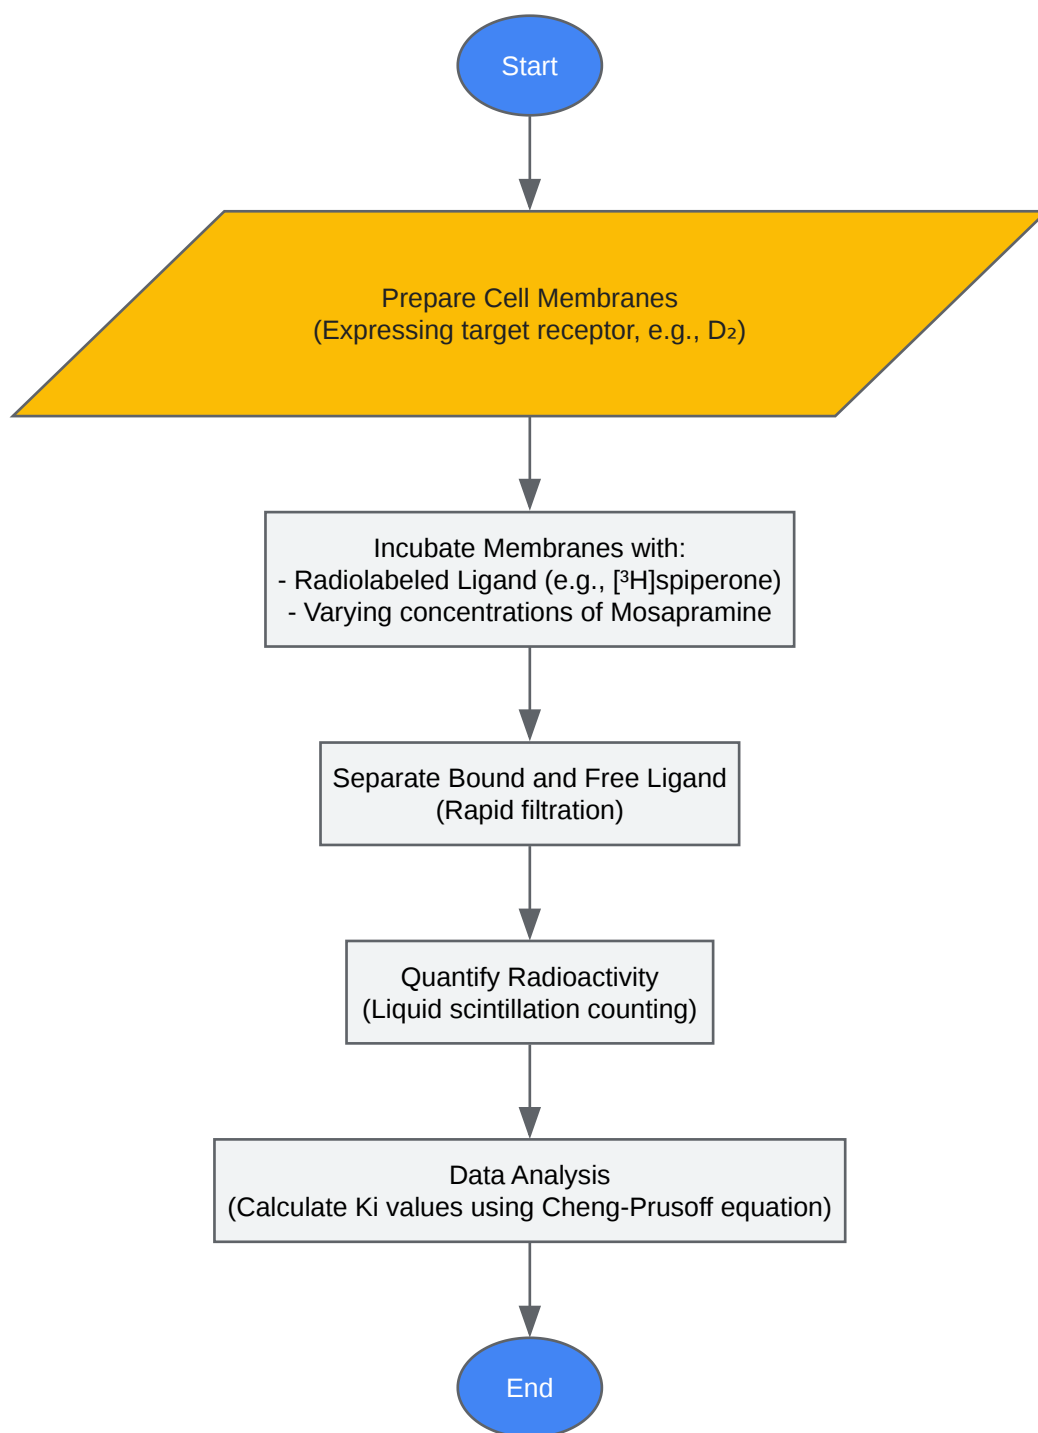 Start
Prepare Cell Membranes
(Expressing target receptor, e.g., D₂)
Incubate Membranes with:
- Radiolabeled Ligand (e.g., [³H]spiperone)
- Varying concentrations of Mosapramine
Separate Bound and Free Ligand
(Rapid filtration)
Quantify Radioactivity
(Liquid scintillation counting)
Data Analysis
(Calculate Ki values using Cheng-Prusoff equation)
End